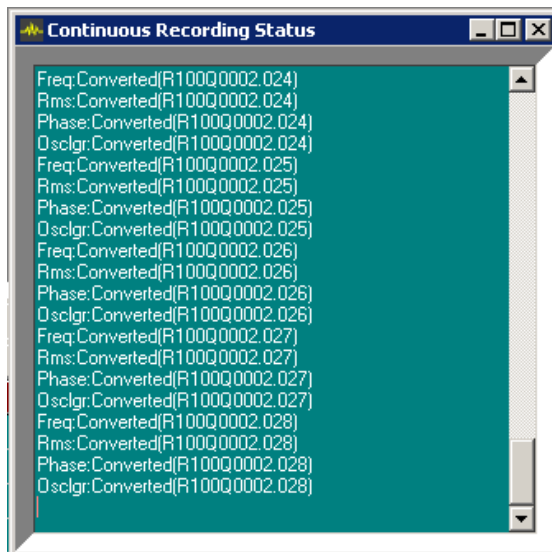 Continuous Recording Status
Freq:Converted(R100Q0002.024)
Rms:Converted(R100Q0002.024)
Phase:Converted(R100Q0002.024)
Osclgr:Converted(R100Q0002.024)
Freq:Converted(R100Q0002.025)
Rms:Converted(R100Q0002.025)
Phase:Converted(R100Q0002.025)
Osclgr:Converted(R100Q0002.025)
Freq:Converted(R100Q0002.026)
Rms:Converted(R100Q0002.026)
Phase:Converted(R100Q0002.026)
Osclgr:Converted(R100Q0002.026)
Freq:Converted(R100Q0002.027)
Rms:Converted(R100Q0002.027)
Phase:Converted(R100Q0002.027)
Osclgr:Converted(R100Q0002.027)
Freq:Converted(R100Q0002.028)
Rms:Converted(R100Q0002.028)
Phase:Converted(R100Q0002.028)
Osclgr:Converted(R100Q0002.028)